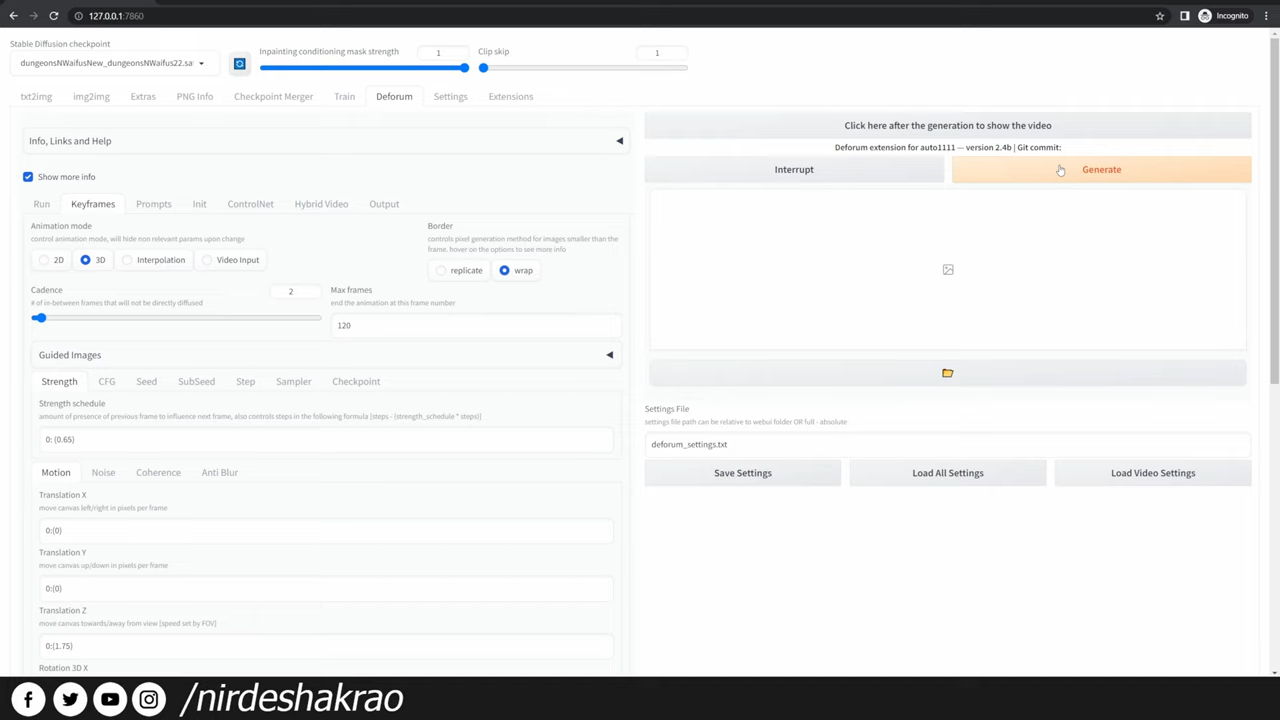 127.0.0.1:7860
Incognito
Stable Diffusion checkpoint
dungeonsNWaifusNew_dungeonsNWaifus22.sa
Inpainting conditioning mask strength
1
Clip skip
1
txt2img
img2img
Extras
PNG Info
Checkpoint Merger
Train
Deforum
Settings
Extensions
Info, Links and Help
Show more info
Run
Keyframes
Prompts
Init
ControlNet
Hybrid Video
Output
Animation mode
control animation mode, will hide non relevant params upon change
2D
3D
Interpolation
Video Input
Border
controls pixel generation method for images smaller than the
frame. hover on the options to see more info
replicate
wrap
Cadence
2
# of in-between frames that will not be directly diffused
Max frames
end the animation at this frame number
120
Guided Images
Strength
CFG
Seed
SubSeed
Step
Sampler
Checkpoint
Strength schedule
amount of presence of previous frame to influence next frame, also controls steps in the following formula [steps - (strength_schedule * steps)]
0: (0.65)
Motion
Noise
Coherence
Anti Blur
Translation X
move canvas left/right in pixels per frame
0:(0)
Translation Y
move canvas up/down in pixels per frame
0:(0)
Translation Z
move canvas towards/away from view [speed set by FOV]
0:(1.75)
Rotation 3D X
Click here after the generation to show the video
Deforum extension for auto1111 — version 2.4b | Git commit:
Interrupt
Generate
Settings File
settings file path can be relative to webui folder OR full - absolute
deforum_settings.txt
Save Settings
Load All Settings
Load Video Settings
/nirdeshakrao